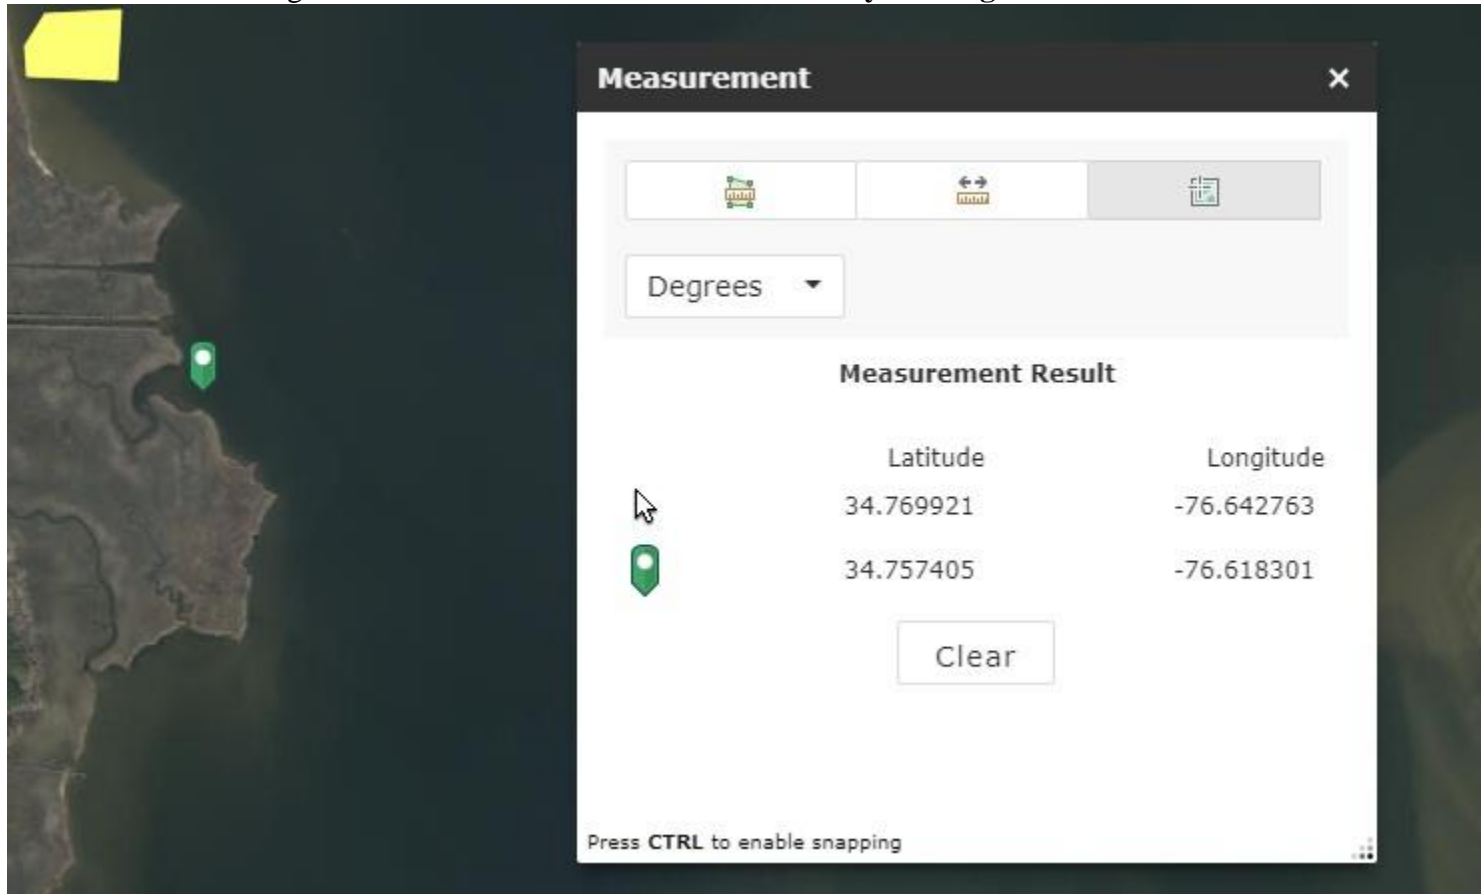 Measurement
Degrees
Measurement Result
Latitude Longitude
34.769921 -76.642763
34.757405 -76.618301
Clear
Press CTRL to enable snapping